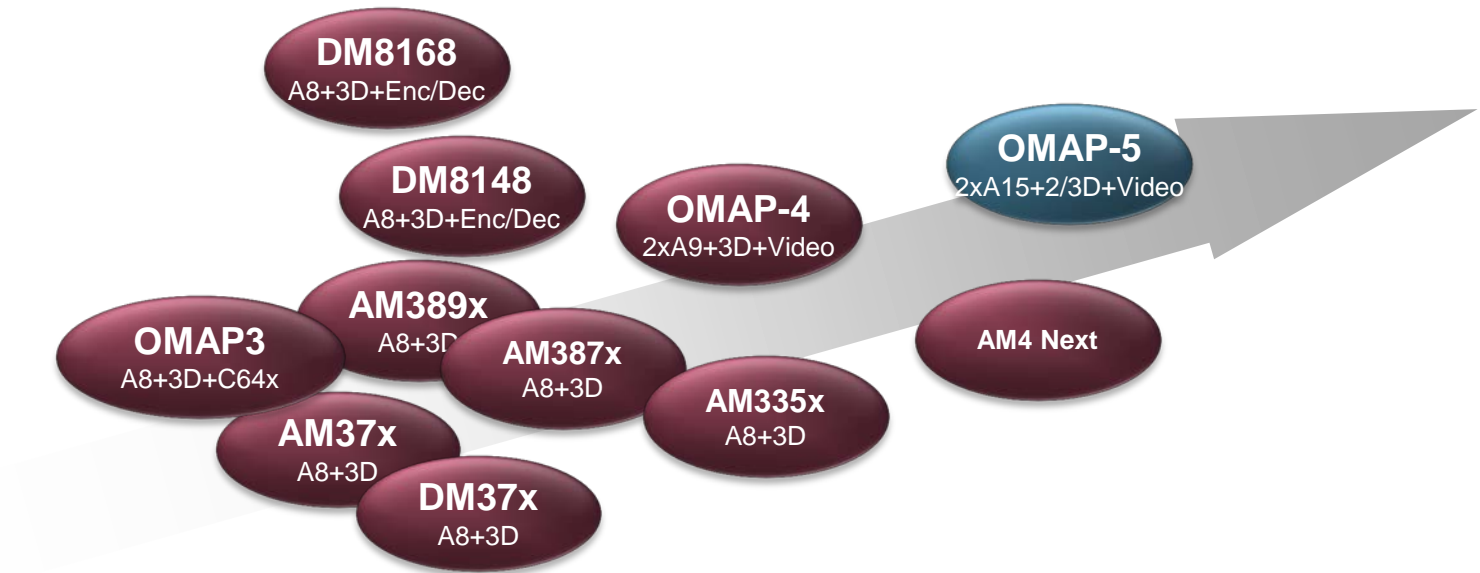 DM8168
A8+3D+Enc/Dec
DM8148
A8+3D+Enc/Dec
OMAP-5
2xA15+2/3D+Video
OMAP-4
2xA9+3D+Video
AM389x
A8+3D
OMAP3
A8+3D+C64x
AM387x
A8+3D
AM4 Next
AM335x
A8+3D
AM37x
A8+3D
DM37x
A8+3D